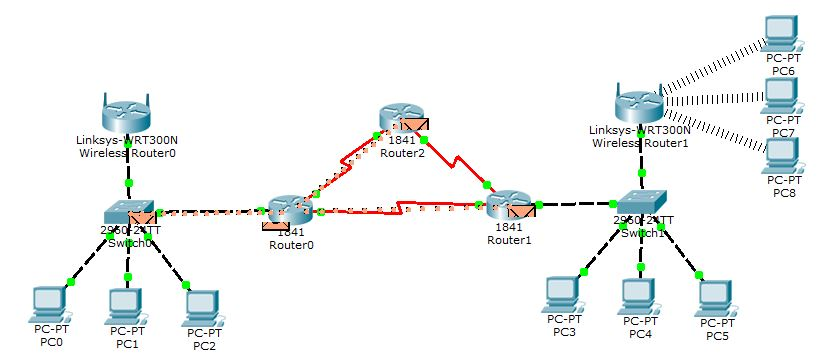 PC-PT
PC6
Linksys-WRT300N
Wireless Router0
1841
Router2
Linksys-WRT300N
Wireless Router1
PC-PT
PC7
PC-PT
PC8
2950-24TT
Switch0
1841
Router0
1841
Router1
2950-24TT
Switch1
PC-PT
PC0
PC-PT
PC1
PC-PT
PC2
PC-PT
PC3
PC-PT
PC4
PC-PT
PC5